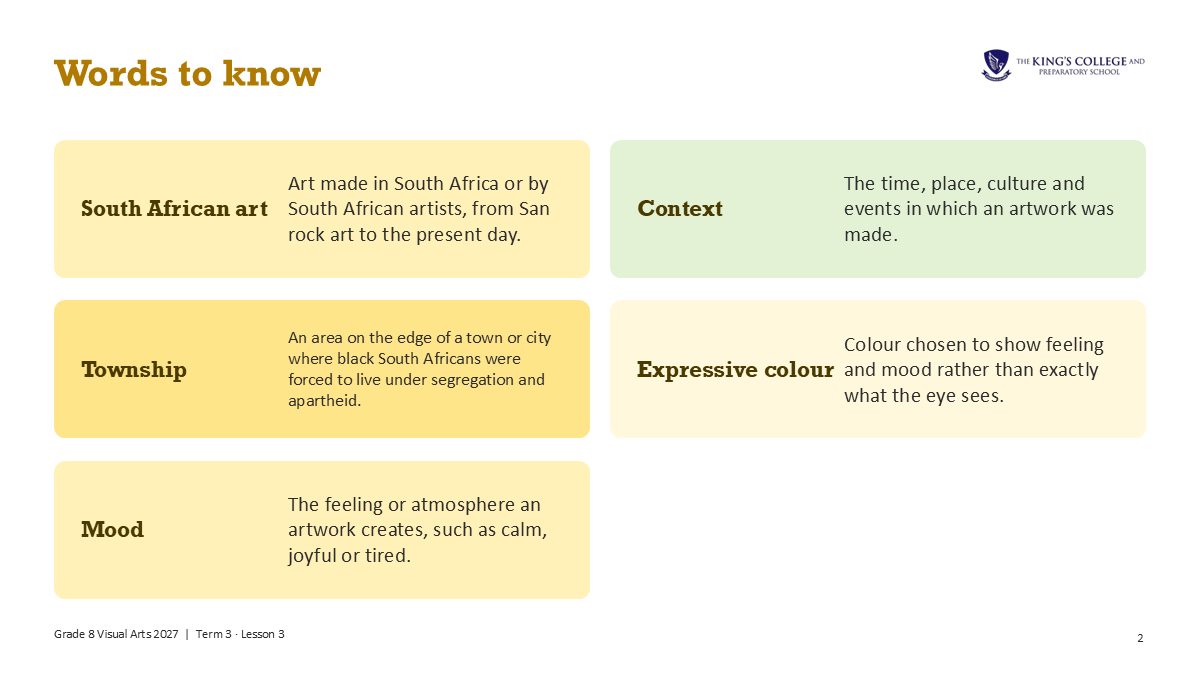 Words to know
THE KING'S COLLEGE AND
PREPARATORY SCHOOL
South African art
Art made in South Africa or by
South African artists, from San
rock art to the present day.
Context
The time, place, culture and
events in which an artwork was
made.
Township
An area on the edge of a town or city
where black South Africans were
forced to live under segregation and
apartheid.
Expressive colour
Colour chosen to show feeling
and mood rather than exactly
what the eye sees.
Mood
The feeling or atmosphere an
artwork creates, such as calm,
joyful or tired.
Grade 8 Visual Arts 2027 | Term 3 · Lesson 3
2